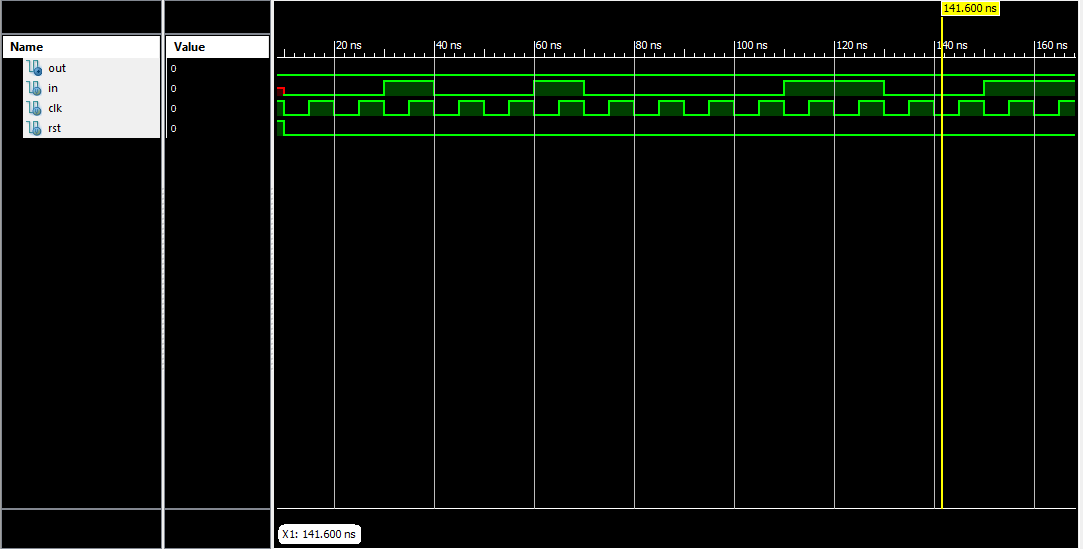 141.600 ns
Name Value
20 ns 40 ns 60 ns 80 ns 100 ns 120 ns 140 ns 160 ns
out 0
in 0
clk 0
rst 0
X1: 141.600 ns